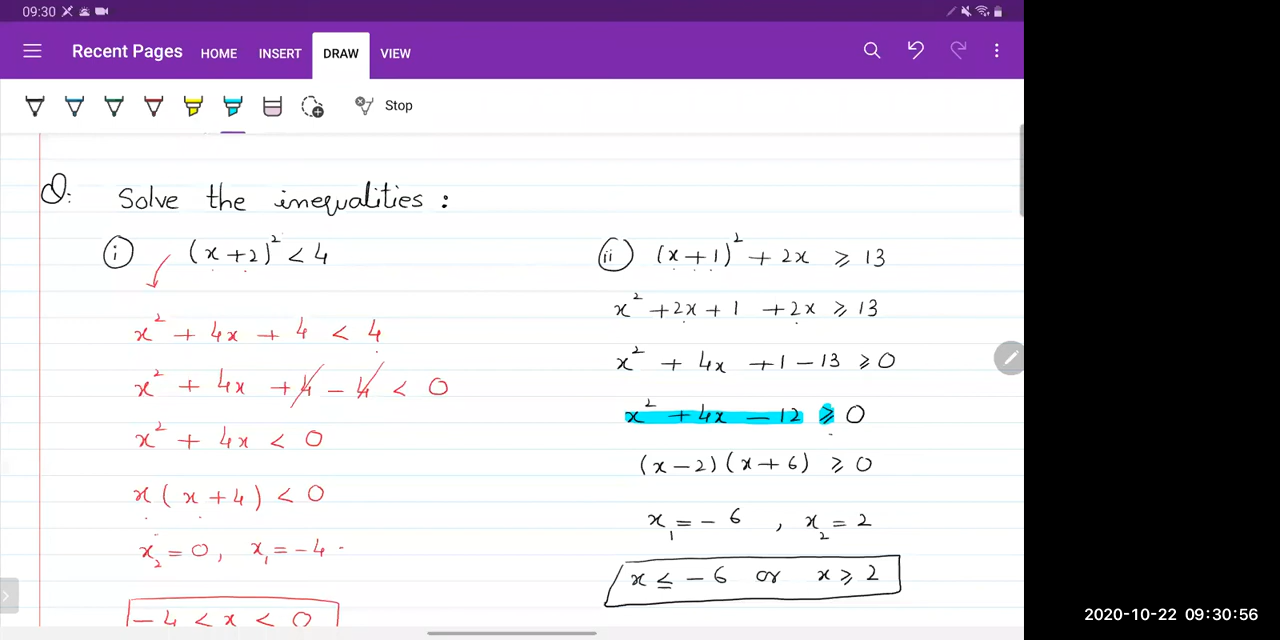 09:30
Recent Pages HOME INSERT DRAW VIEW
Stop
Q. Solve the inequalities :
i (x + 2)² < 4
x² + 4x + 4 < 4
x² + 4x + 4 - 4 < 0
x² + 4x < 0
x ( x + 4 ) < 0
x₂ = 0, x₁ = -4
-4 < x < 0
ii (x + 1)² + 2x ⩾ 13
x² + 2x + 1 + 2x ⩾ 13
x² + 4x + 1 - 13 ⩾ 0
x² + 4x - 12 ⩾ 0
(x - 2) (x + 6) ⩾ 0
x₁ = - 6 , x₂ = 2
x ≤ - 6 or x ⩾ 2
2020-10-22 09:30:56